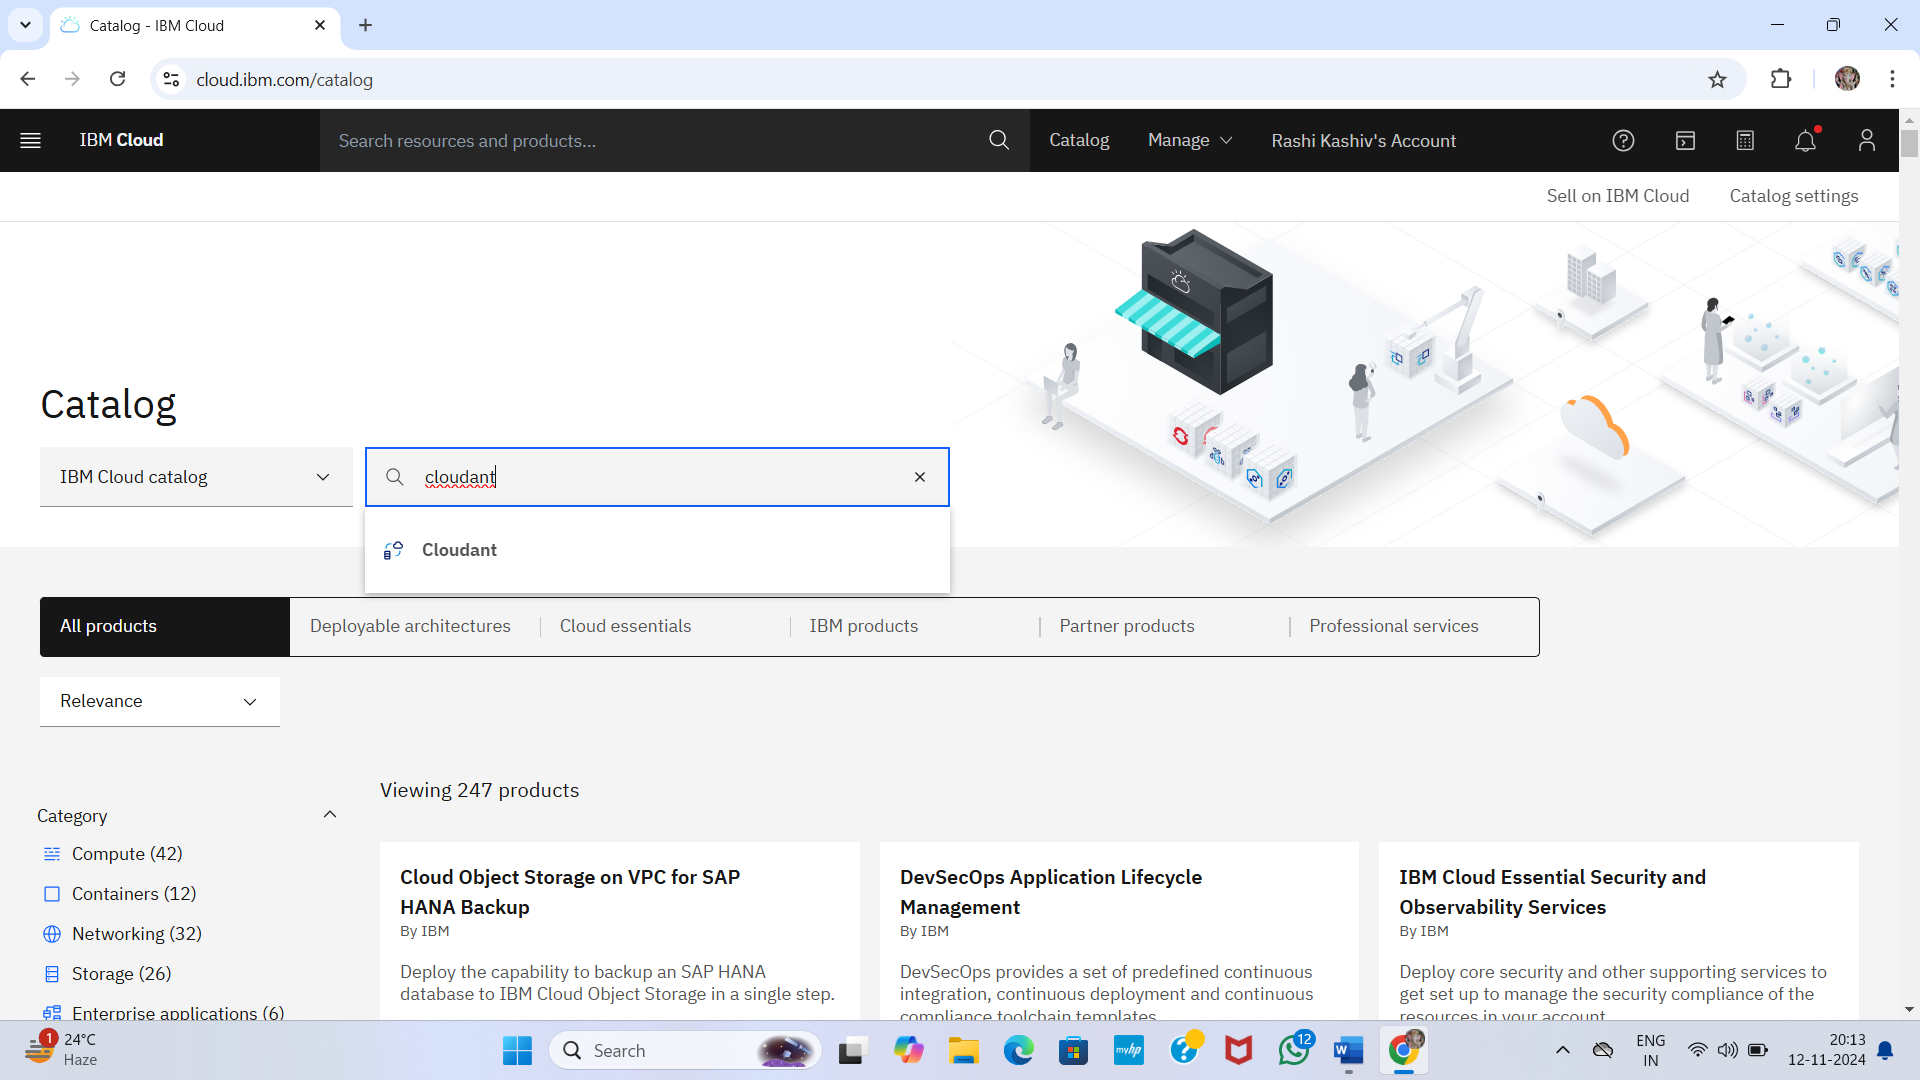 Catalog - IBM Cloud
cloud.ibm.com/catalog
IBM Cloud
Search resources and products...
Catalog
Manage
Rashi Kashiv's Account
Sell on IBM Cloud
Catalog settings
Catalog
IBM Cloud catalog
cloudant
Cloudant
All products
Deployable architectures
Cloud essentials
IBM products
Partner products
Professional services
Relevance
Viewing 247 products
Category
Compute (42)
Containers (12)
Networking (32)
Storage (26)
Enterprise applications (6)
Cloud Object Storage on VPC for SAP
HANA Backup
By IBM
Deploy the capability to backup an SAP HANA
database to IBM Cloud Object Storage in a single step.
DevSecOps Application Lifecycle
Management
By IBM
DevSecOps provides a set of predefined continuous
integration, continuous deployment and continuous
compliance toolchain templates.
IBM Cloud Essential Security and
Observability Services
By IBM
Deploy core security and other supporting services to
get set up to manage the security compliance of the
resources in your account.
1
24°C
Haze
Search
myhp
12
W
ENG
IN
20:13
12-11-2024